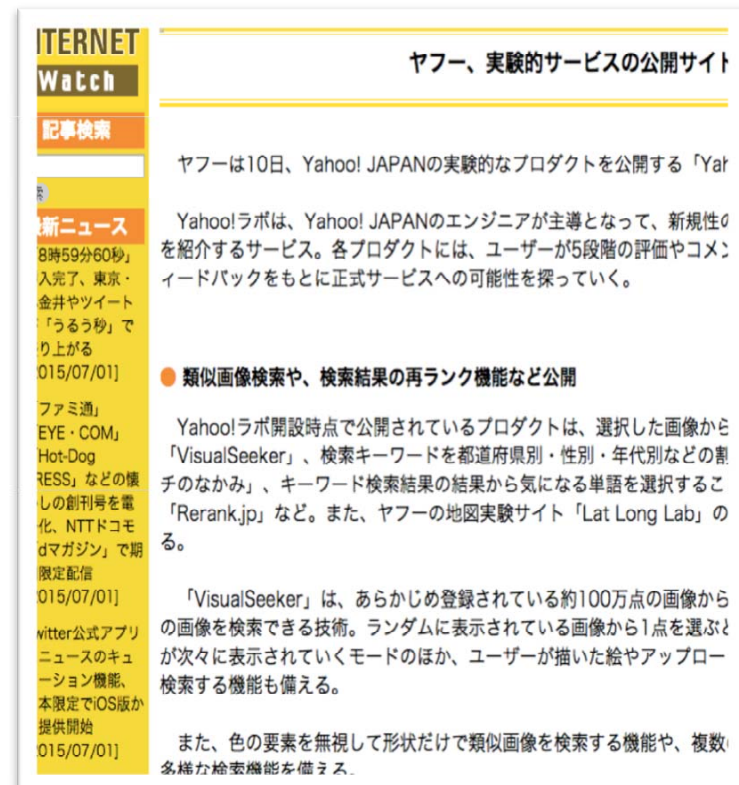 NTERNET
Watch
記事検索
新ニュース
8時59分60秒」
入完了、東京・
金井やツイート
「うるう秒」で
り上がる
015/07/01]
ファミ通」
EYE・COM」
Hot-Dog
RESS」などの懐
しの創刊号を電
化、NTTドコモ
dマガジン」で期
限定配信
015/07/01]
witter公式アプリ
ニュースのキュ
ーション機能、
本限定でiOS版か
提供開始
015/07/01]
ヤフー、実験的サービスの公開サイト
ヤフーは10日、Yahoo! JAPANの実験的なプロダクトを公開する「Yah
Yahoo!ラボは、Yahoo! JAPANのエンジニアが主導となって、新規性の
を紹介するサービス。各プロダクトには、ユーザーが5段階の評価やコメン
ィードバックをもとに正式サービスへの可能性を探っていく。
● 類似画像検索や、検索結果の再ランク機能など公開
Yahoo!ラボ開設時点で公開されているプロダクトは、選択した画像から
「VisualSeeker」、検索キーワードを都道府県別・性別・年代別などの割
チのなかみ」、キーワード検索結果の結果から気になる単語を選択するこ
「Rerank.jp」など。また、ヤフーの地図実験サイト「Lat Long Lab」の
る。
「VisualSeeker」は、あらかじめ登録されている約100万点の画像から
の画像を検索できる技術。ランダムに表示されている画像から1点を選ぶと
が次々に表示されていくモードのほか、ユーザーが描いた絵やアップロー
検索する機能も備える。
また、色の要素を無視して形状だけで類似画像を検索する機能や、複数
多様な検索機能を備える。